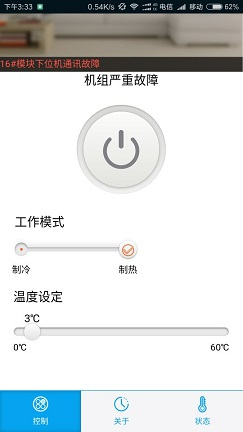 下午3:33 0.54K/s 电信 移动 62%
16#模块下位机通讯故障
机组严重故障
工作模式
制冷 制热
温度设定
3℃
0℃ 60℃
控制 关于 状态